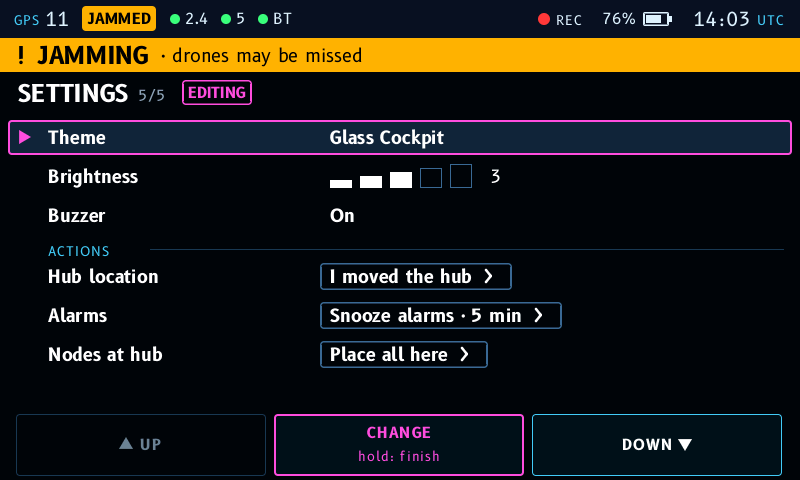 GPS 11 JAMMED 2.4 5 BT REC 76% 14:03 UTC
! JAMMING · drones may be missed
SETTINGS 5/5 EDITING
Theme Glass Cockpit
Brightness 3
Buzzer On
ACTIONS
Hub location I moved the hub
Alarms Snooze alarms · 5 min
Nodes at hub Place all here
UP CHANGE DOWN
hold: finish